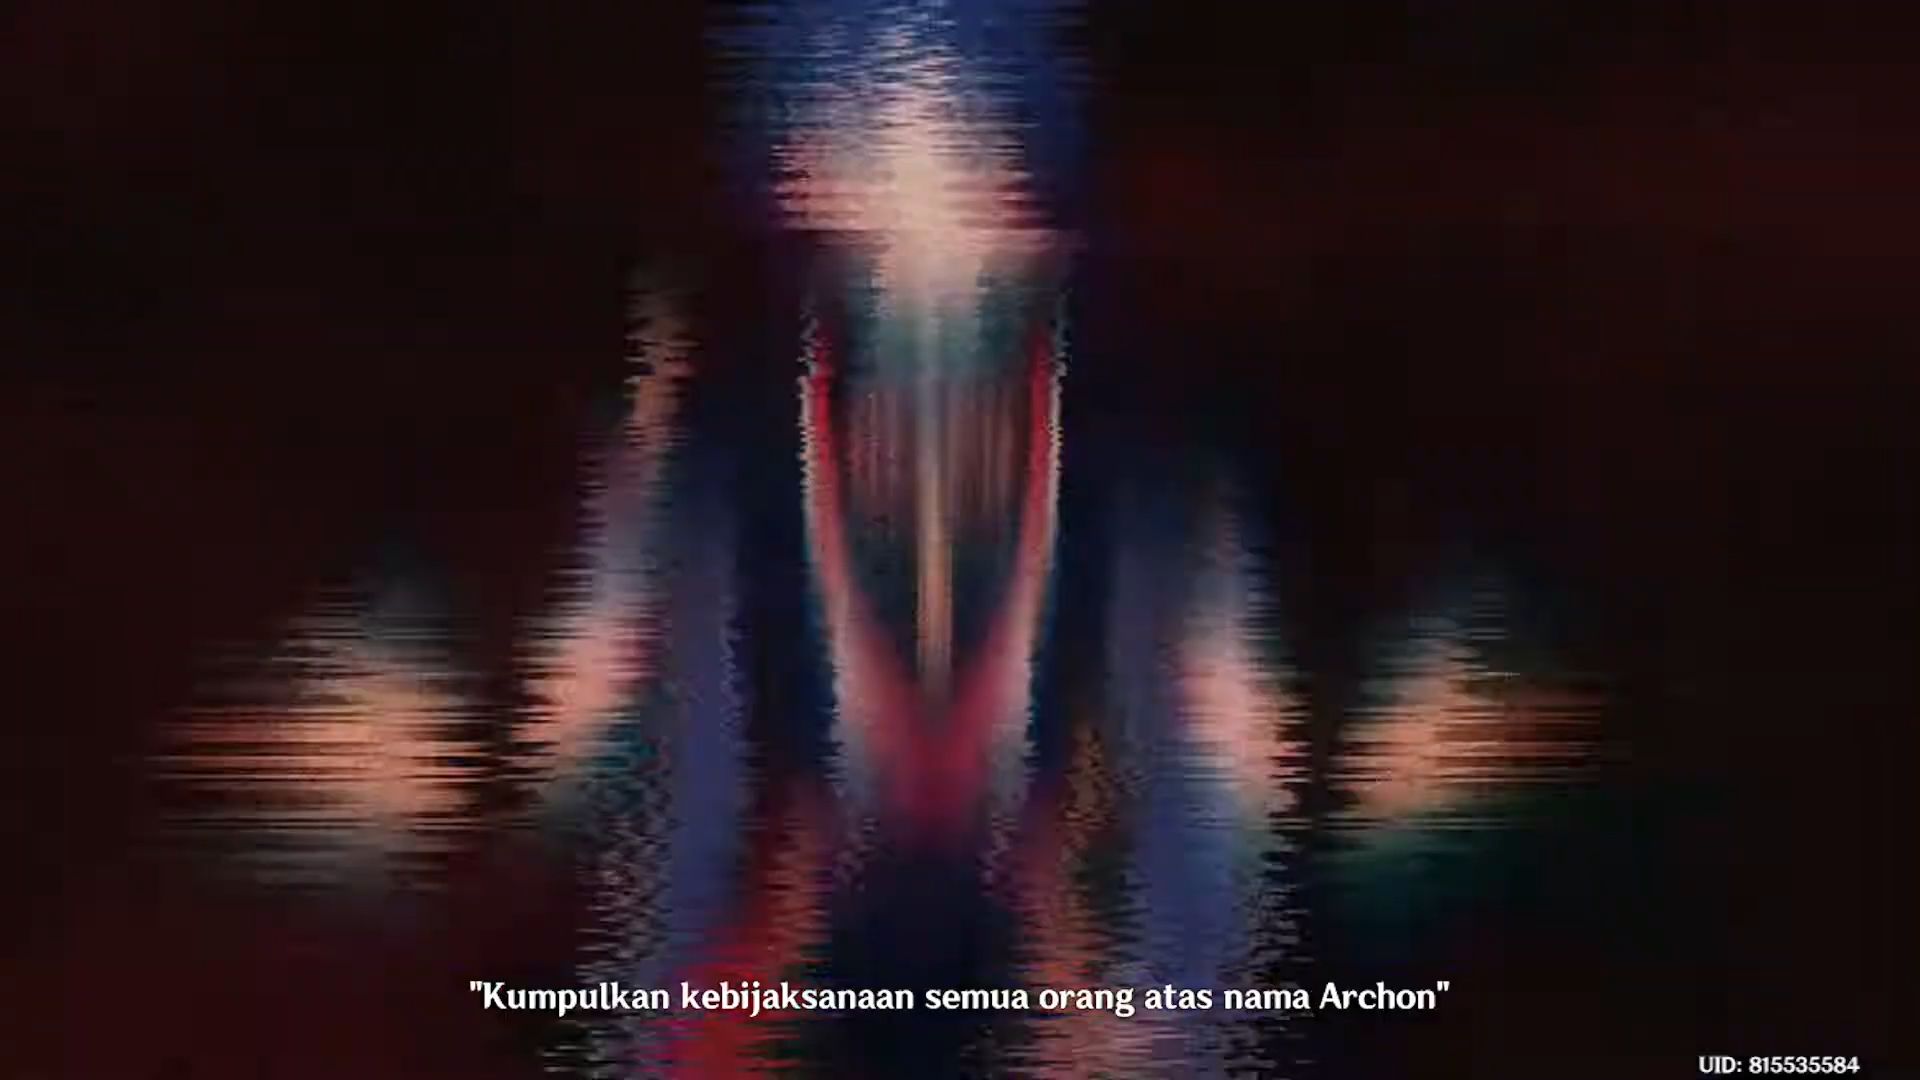 "Kumpulkan kebijaksanaan semua orang atas nama Archon"
UID: 815535584